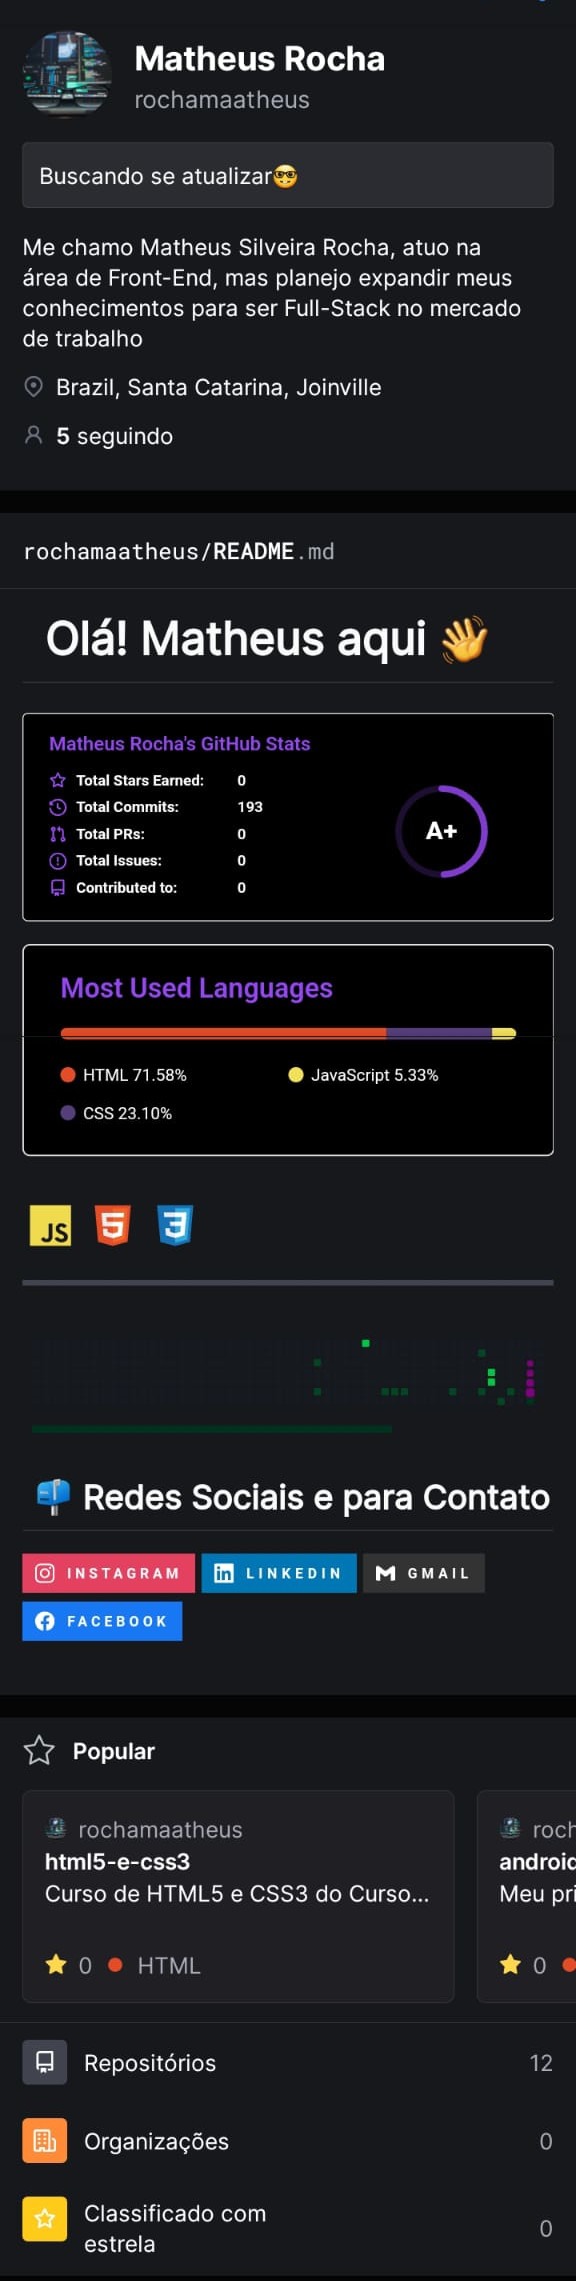 Matheus Rocha
rochamaatheus
Buscando se atualizar🤓
Me chamo Matheus Silveira Rocha, atuo na
área de Front-End, mas planejo expandir meus
conhecimentos para ser Full-Stack no mercado
de trabalho
Brazil, Santa Catarina, Joinville
5 seguindo
rochamaatheus/README.md
Olá! Matheus aqui 👋
Matheus Rocha's GitHub Stats
Total Stars Earned: 0
Total Commits: 193
Total PRs: 0
Total Issues: 0
Contributed to: 0
A+
Most Used Languages
HTML 71.58% JavaScript 5.33%
CSS 23.10%
JS 5 3
📫 Redes Sociais e para Contato
INSTAGRAM LINKEDIN GMAIL
FACEBOOK
Popular
rochamaatheus roch
html5-e-css3 android
Curso de HTML5 e CSS3 do Curso... Meu pri
0 HTML 0
Repositórios 12
Organizações 0
Classificado com
estrela 0